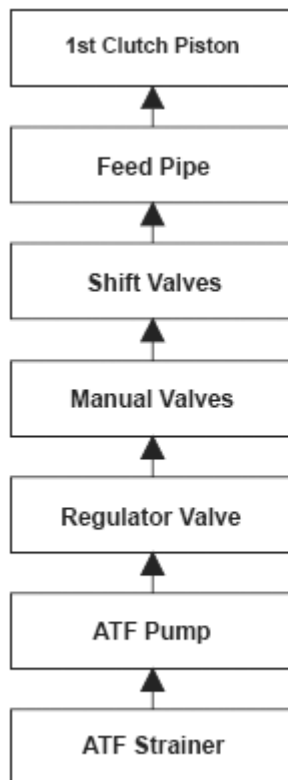 1st Clutch Piston
Feed Pipe
Shift Valves
Manual Valves
Regulator Valve
ATF Pump
ATF Strainer